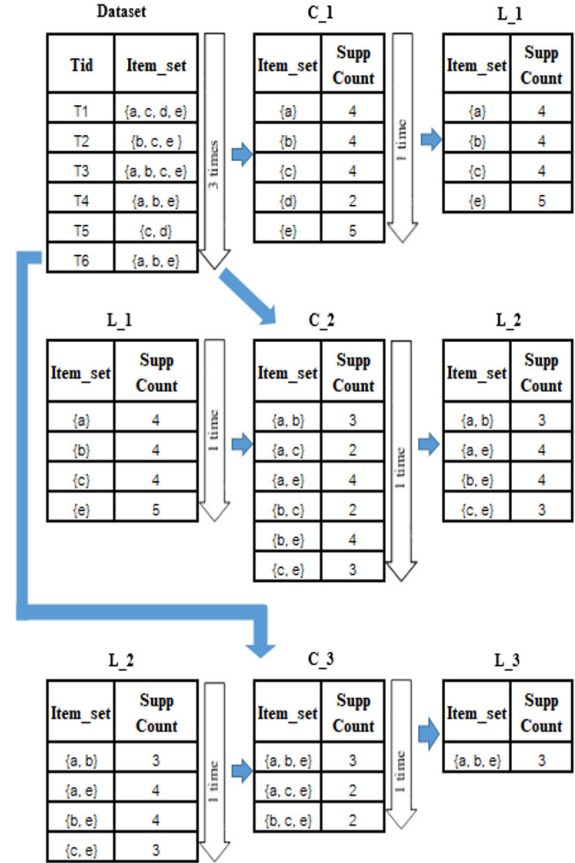 Dataset C_1 L_1
Tid Item_set
T1 {a, c, d, e}
T2 {b, c, e }
T3 {a, b, c, e}
T4 {a, b, e}
T5 {c, d}
T6 {a, b, e}
3 times
Item_set Supp Count
{a} 4
{b} 4
{c} 4
{d} 2
{e} 5
1 time
Item_set Supp Count
{a} 4
{b} 4
{c} 4
{e} 5
L_1 C_2 L_2
Item_set Supp Count
{a} 4
{b} 4
{c} 4
{e} 5
1 time
Item_set Supp Count
{a, b} 3
{a, c} 2
{a, e} 4
{b, c} 2
{b, e} 4
{c, e} 3
1 time
Item_set Supp Count
{a, b} 3
{a, e} 4
{b, e} 4
{c, e} 3
L_2 C_3 L_3
Item_set Supp Count
{a, b} 3
{a, e} 4
{b, e} 4
{c, e} 3
1 time
Item_set Supp Count
{a, b, e} 3
{a, c, e} 2
{b, c, e} 2
1 time
Item_set Supp Count
{a, b, e} 3